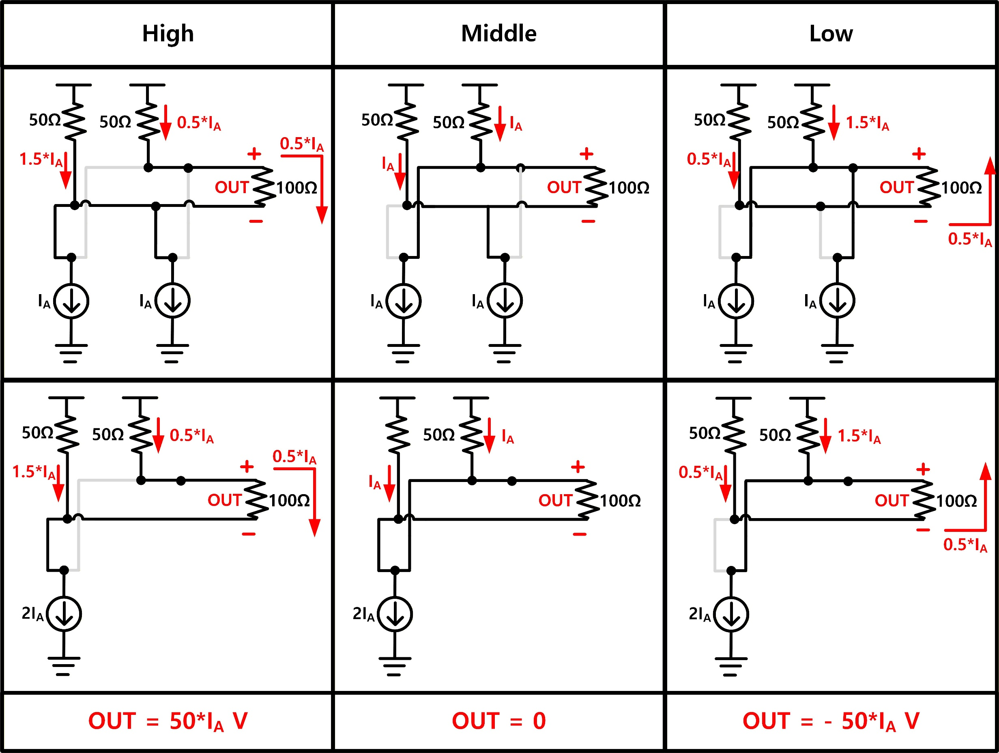 High
Middle
Low
50Ω
50Ω
0.5*IA
0.5*IA
1.5*IA
+
OUT
100Ω
−
IA
IA
50Ω
50Ω
IA
IA
+
OUT
100Ω
−
IA
IA
50Ω
50Ω
1.5*IA
0.5*IA
+
OUT
100Ω
−
0.5*IA
IA
IA
50Ω
50Ω
0.5*IA
0.5*IA
1.5*IA
+
OUT
100Ω
−
2IA
50Ω
IA
IA
+
OUT
100Ω
−
2IA
50Ω
50Ω
1.5*IA
0.5*IA
+
OUT
100Ω
−
0.5*IA
2IA
OUT = 50*IA V
OUT = 0
OUT = - 50*IA V